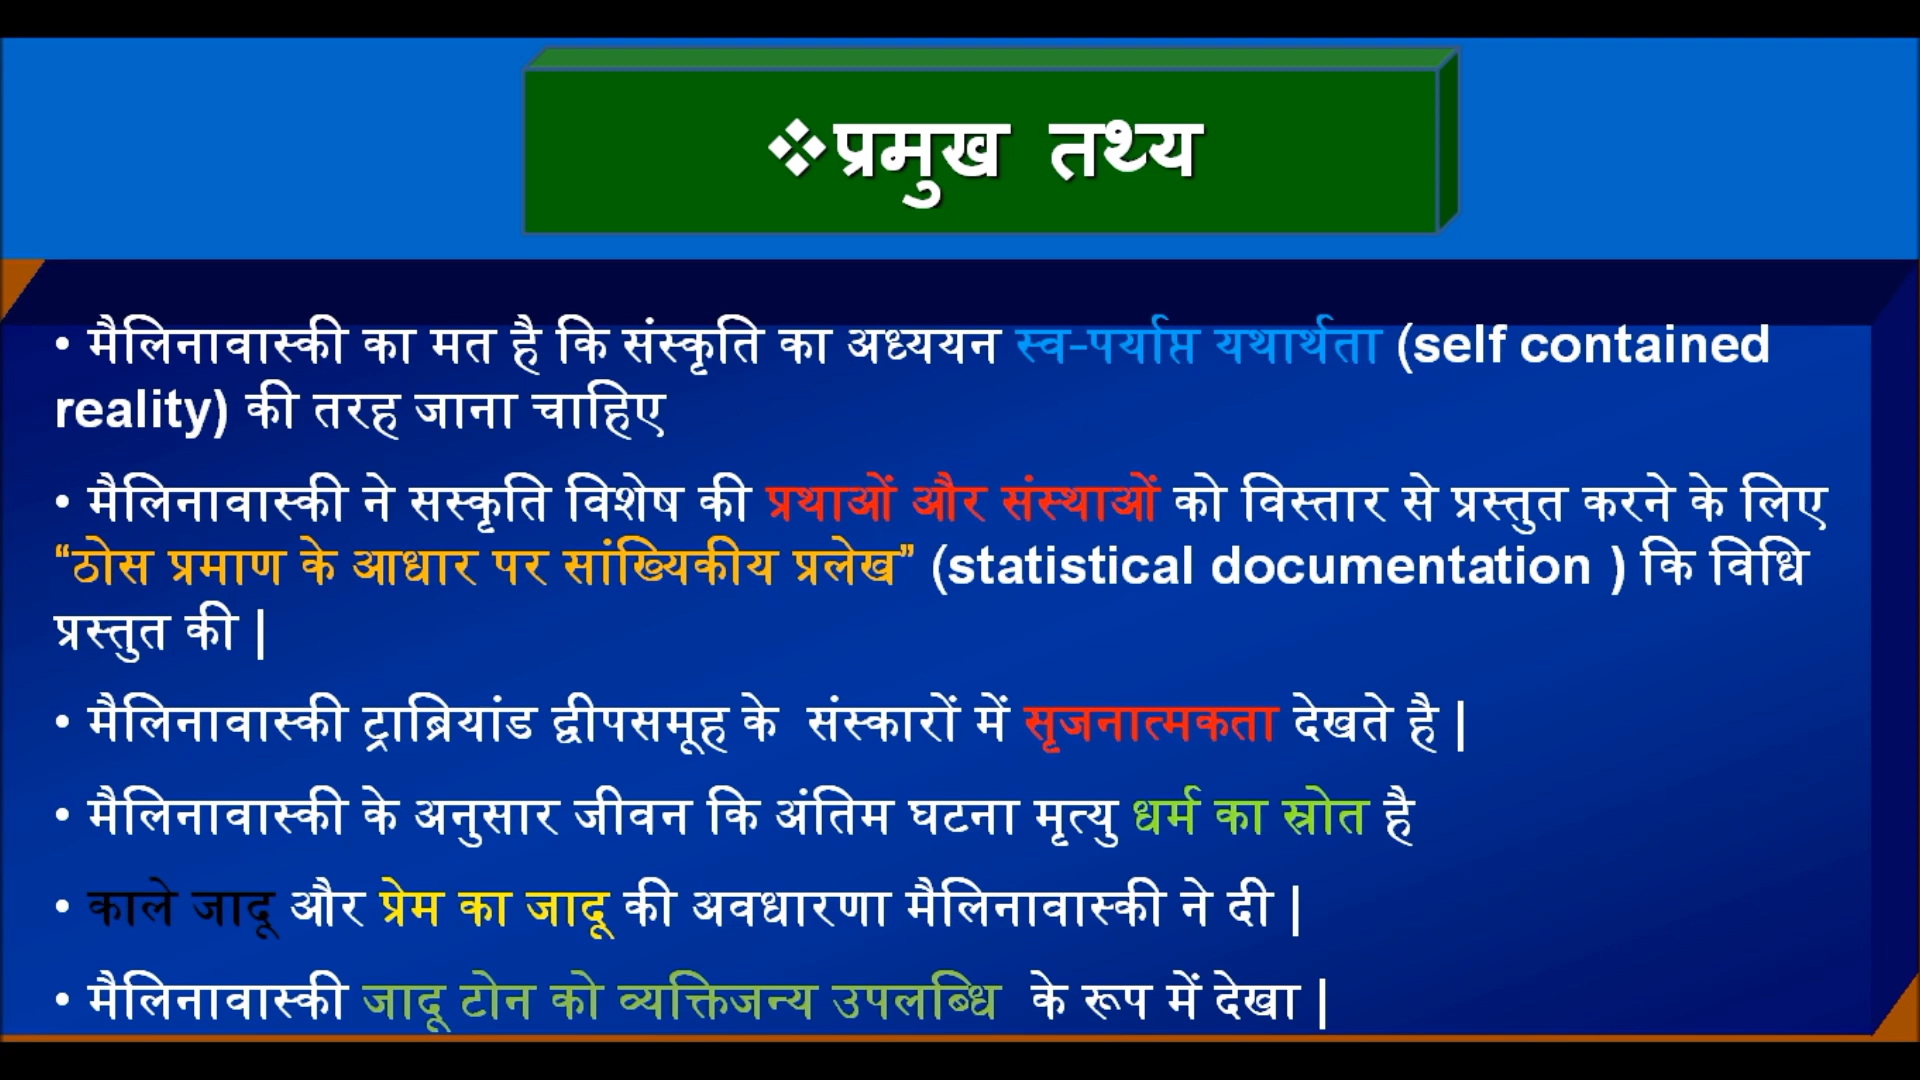 ❖प्रमुख तथ्य
• मैलिनावास्की का मत है कि संस्कृति का अध्ययन स्व-पर्याप्त यथार्थता (self contained
reality) की तरह जाना चाहिए
• मैलिनावास्की ने सस्कृति विशेष की प्रथाओं और संस्थाओं को विस्तार से प्रस्तुत करने के लिए
“ठोस प्रमाण के आधार पर सांख्यिकीय प्रलेख” (statistical documentation ) कि विधि
प्रस्तुत की |
• मैलिनावास्की ट्राब्रियांड द्वीपसमूह के संस्कारों में सृजनात्मकता देखते है |
• मैलिनावास्की के अनुसार जीवन कि अंतिम घटना मृत्यु धर्म का स्रोत है
• काले जादू और प्रेम का जादू की अवधारणा मैलिनावास्की ने दी |
• मैलिनावास्की जादू टोन को व्यक्तिजन्य उपलब्धि के रूप में देखा |